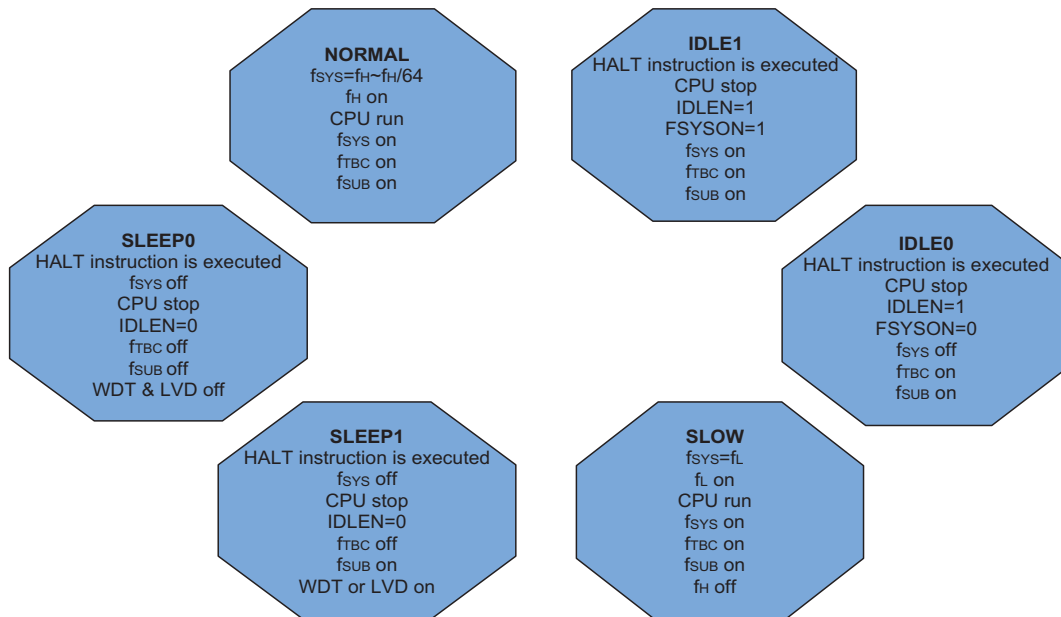 NORMAL
fSYS=fH~fH/64
fH on
CPU run
fSYS on
fTBC on
fSUB on
IDLE1
HALT instruction is executed
CPU stop
IDLEN=1
FSYSON=1
fSYS on
fTBC on
fSUB on
SLEEP0
HALT instruction is executed
fSYS off
CPU stop
IDLEN=0
fTBC off
fSUB off
WDT & LVD off
IDLE0
HALT instruction is executed
CPU stop
IDLEN=1
FSYSON=0
fSYS off
fTBC on
fSUB on
SLEEP1
HALT instruction is executed
fSYS off
CPU stop
IDLEN=0
fTBC off
fSUB on
WDT or LVD on
SLOW
fSYS=fL
fL on
CPU run
fSYS on
fTBC on
fSUB on
fH off